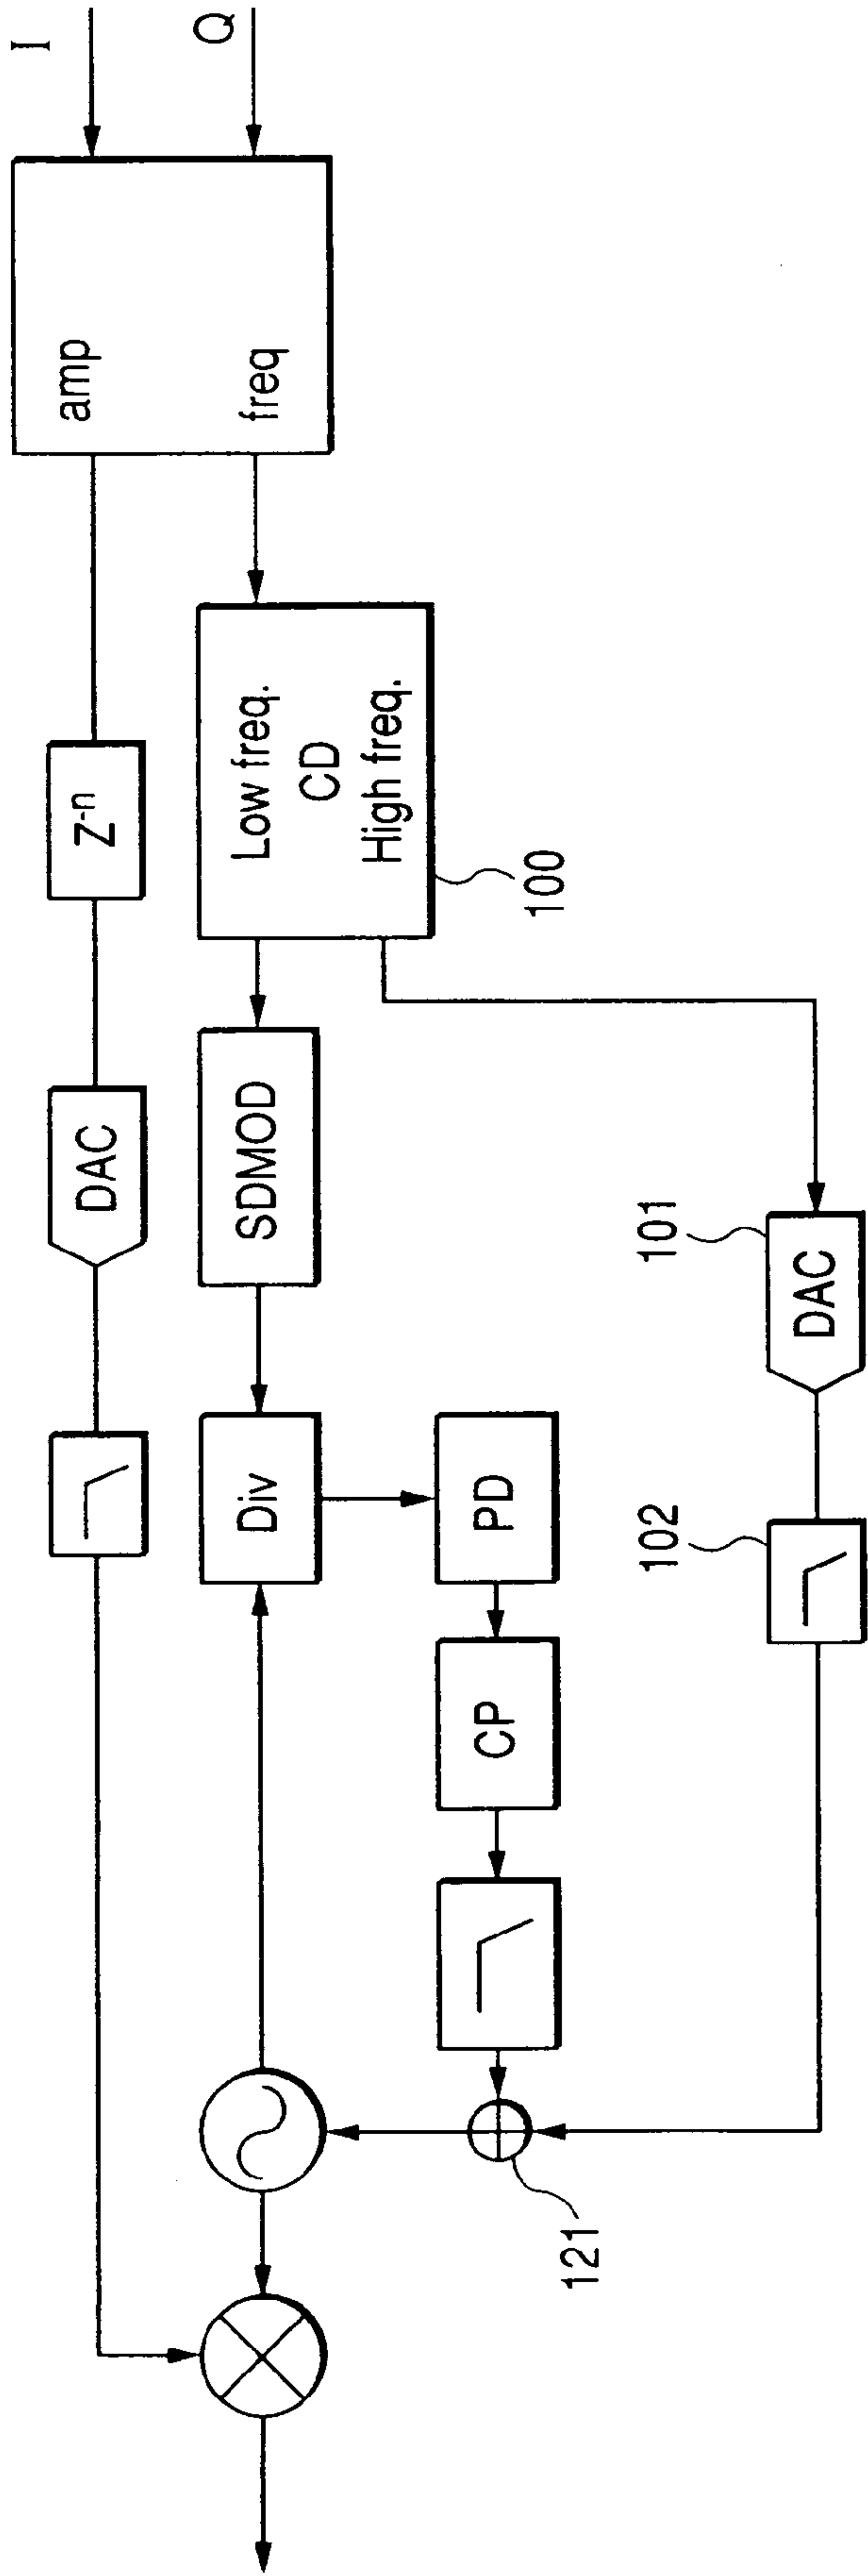 I
Q
amp
freq
Z-n
Low freq.
CD
High freq.
100
DAC
SDMOD
101
DAC
Div
PD
102
CP
121